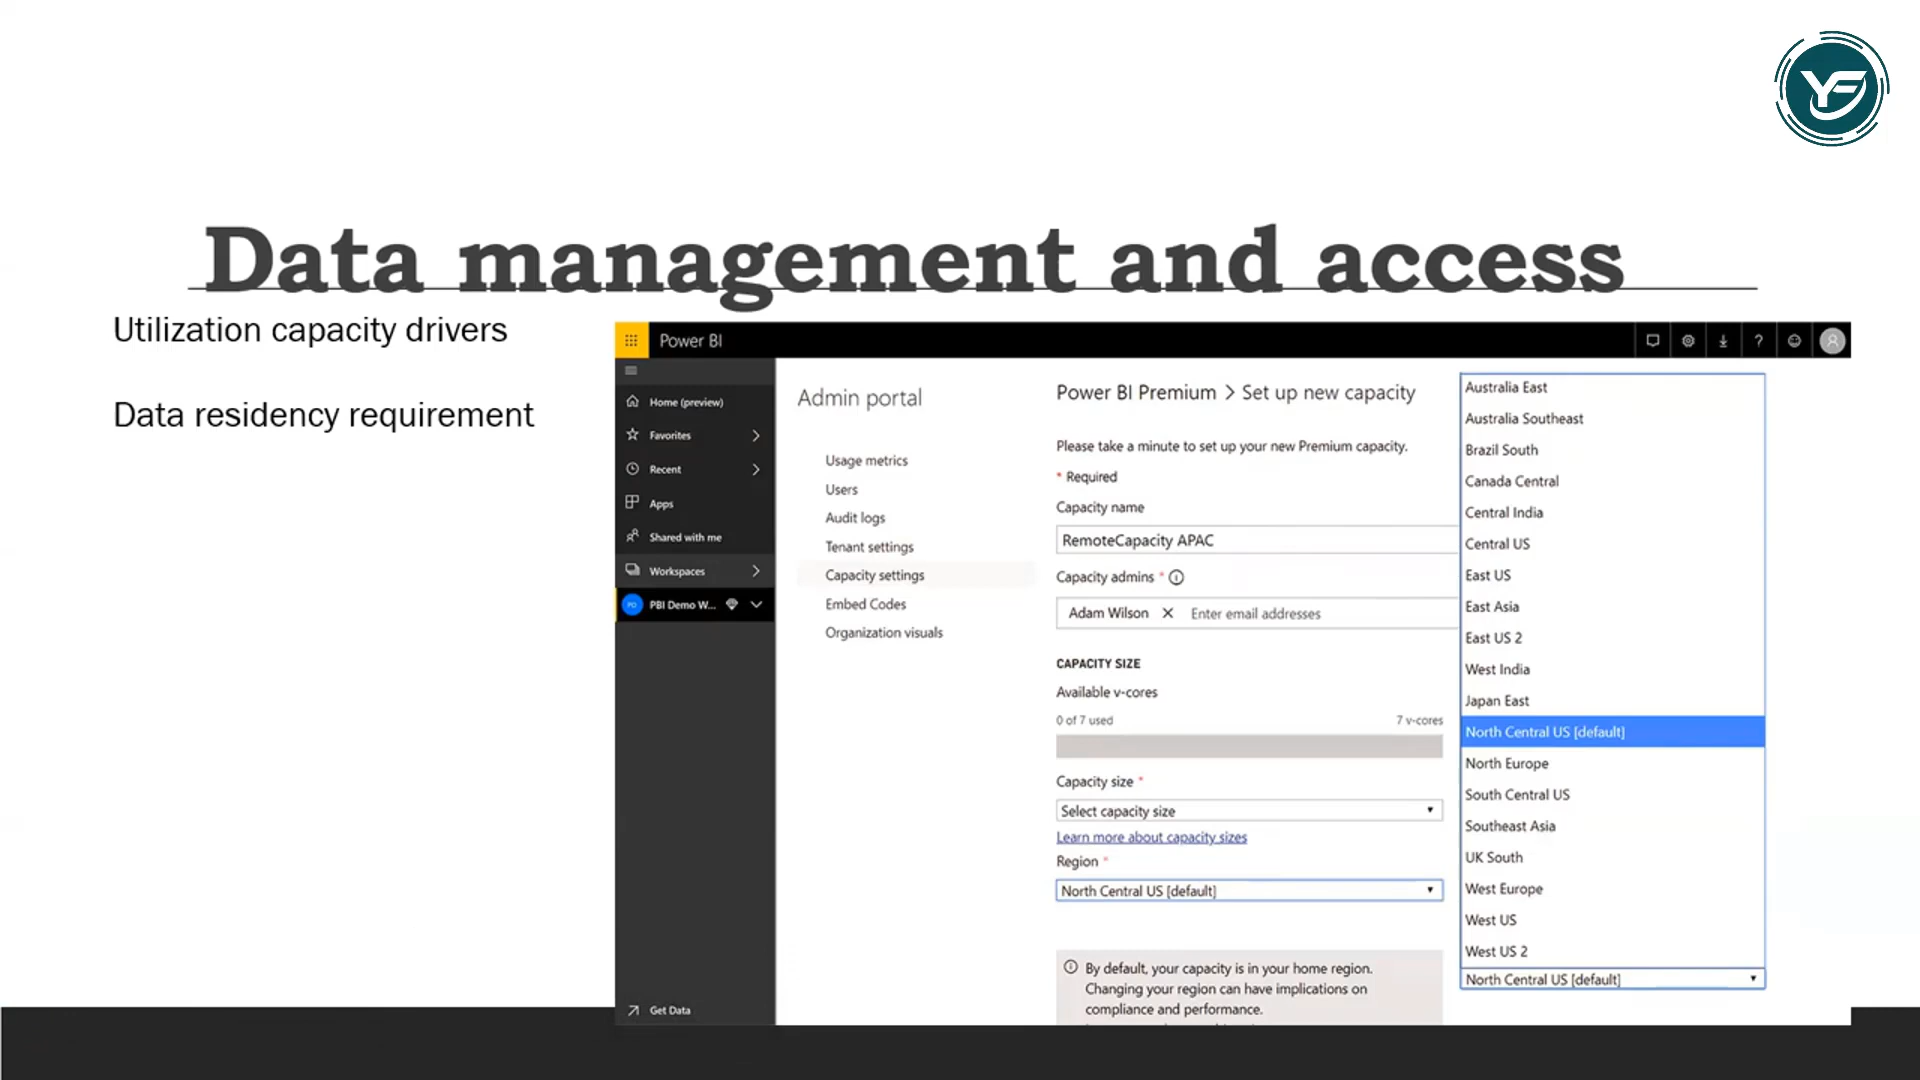 YF
Data management and access
Utilization capacity drivers
Data residency requirement
Power BI
?
Home (preview)
Favorites
Recent
Apps
Shared with me
Workspaces
PD PBI Demo W...
Get Data
Admin portal
Usage metrics
Users
Audit logs
Tenant settings
Capacity settings
Embed Codes
Organization visuals
Power BI Premium > Set up new capacity
Please take a minute to set up your new Premium capacity.
* Required
Capacity name
RemoteCapacity APAC
Capacity admins *
Adam Wilson X Enter email addresses
CAPACITY SIZE
Available v-cores
0 of 7 used 7 v-cores
Capacity size *
Select capacity size
Learn more about capacity sizes
Region *
North Central US [default]
By default, your capacity is in your home region.
Changing your region can have implications on
compliance and performance.
Australia East
Australia Southeast
Brazil South
Canada Central
Central India
Central US
East US
East Asia
East US 2
West India
Japan East
North Central US [default]
North Europe
South Central US
Southeast Asia
UK South
West Europe
West US
West US 2
North Central US [default]